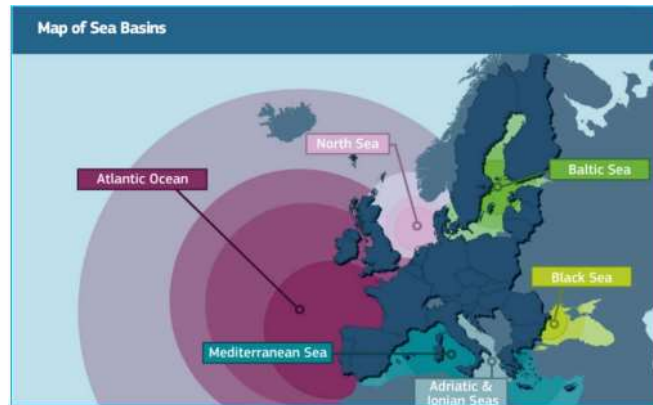 Map of Sea Basins
North Sea
Atlantic Ocean
Baltic Sea
Black Sea
Mediterranean Sea
Adriatic &
Ionian Seas